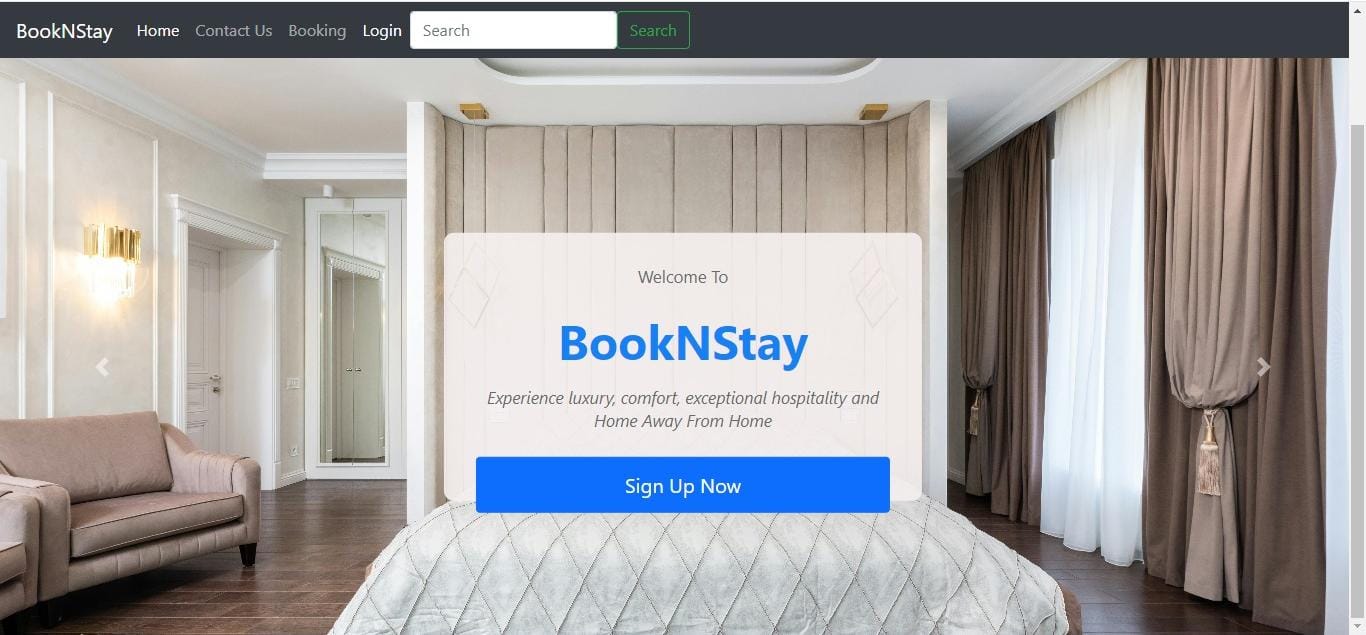 BookNStay Home Contact Us Booking Login Search Search
Welcome To
BookNStay
Experience luxury, comfort, exceptional hospitality and
Home Away From Home
Sign Up Now